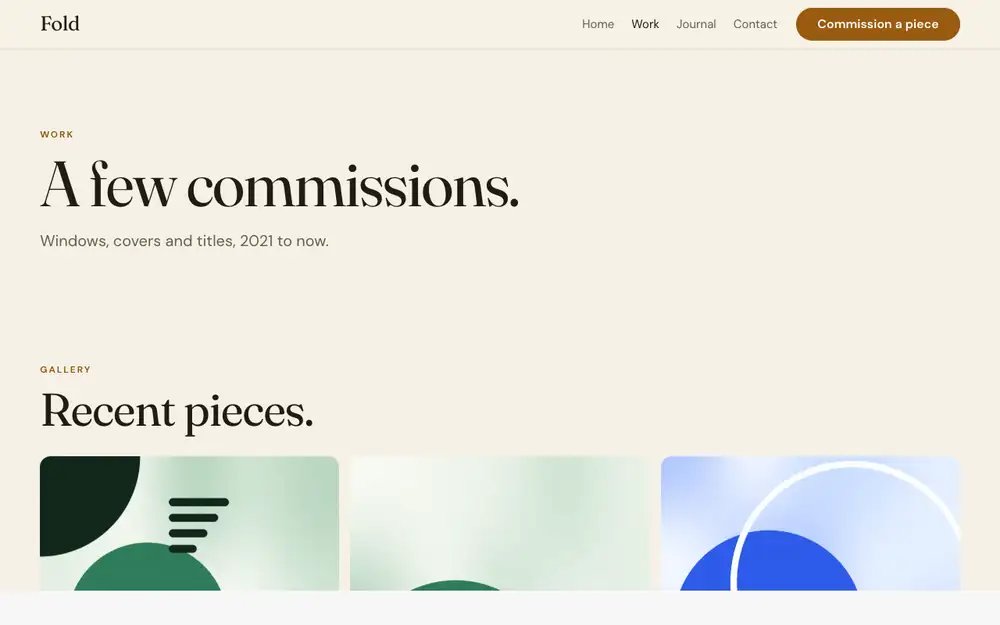 Fold
Home Work Journal Contact Commission a piece
WORK
A few commissions.
Windows, covers and titles, 2021 to now.
GALLERY
Recent pieces.